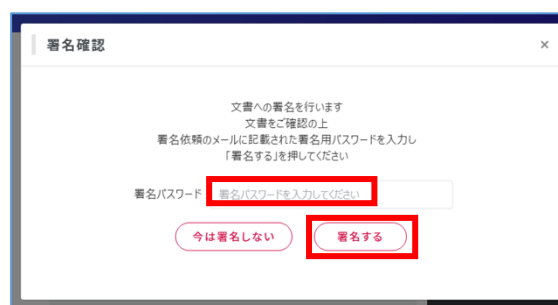 署名確認
×
文書への署名を行います
文書をご確認の上
署名依頼のメールに記載された署名用パスワードを入力し
「署名する」を押してください
署名パスワード 署名パスワードを入力してください
今は署名しない 署名する